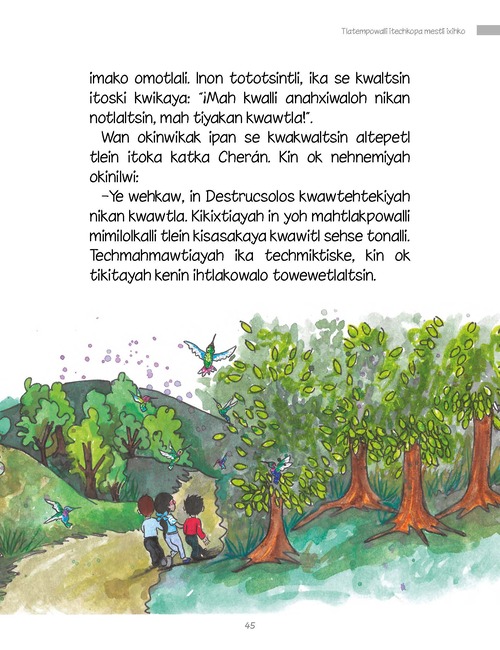 Tlatempowalli itechkopa mestli ixihko
imako omotlali. Inon tototsintli, ika se kwaltsin
itoski kwikaya: “¡Mah kwalli anahxiwaloh nikan
notlaltsin, mah tiyakan kwawtla!”.
Wan okinwikak ipan se kwakwaltsin altepetl
tlein itoka katka Cherán. Kin ok nehnemiyah
okinilwi:
–Ye wehkaw, in Destrucsolos kwawtehtekiyah
nikan kwawtla. Kikixtiayah in yoh mahtlakpowalli
mimilolkalli tlein kisasakaya kwawitl sehse tonalli.
Techmahmawtiayah ika techmiktiske, kin ok
tikitayah kenin ihtlakowalo towewetlaltsin.
45